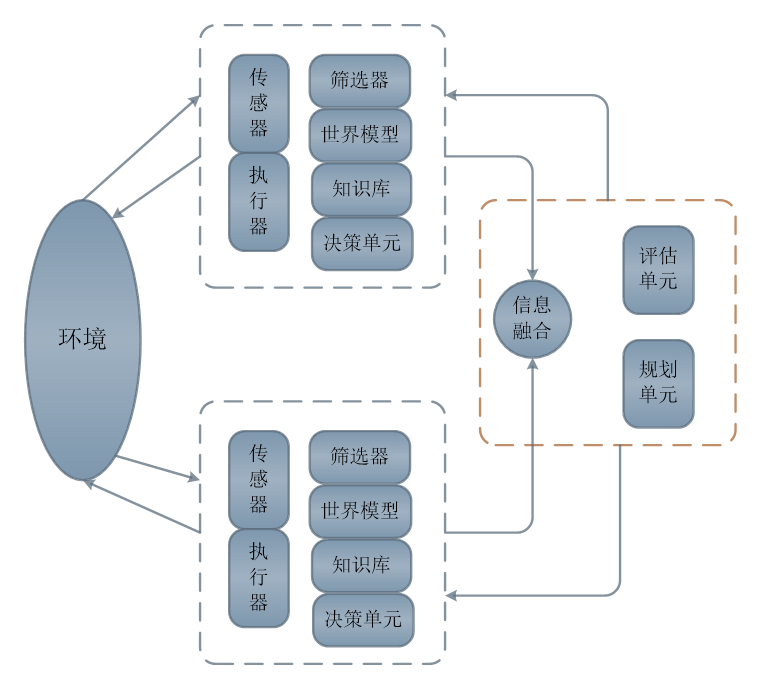 环境
传
感
器
执
行
器
筛选器
世界模型
知识库
决策单元
信息
融合
评估
单元
规划
单元
传
感
器
执
行
器
筛选器
世界模型
知识库
决策单元